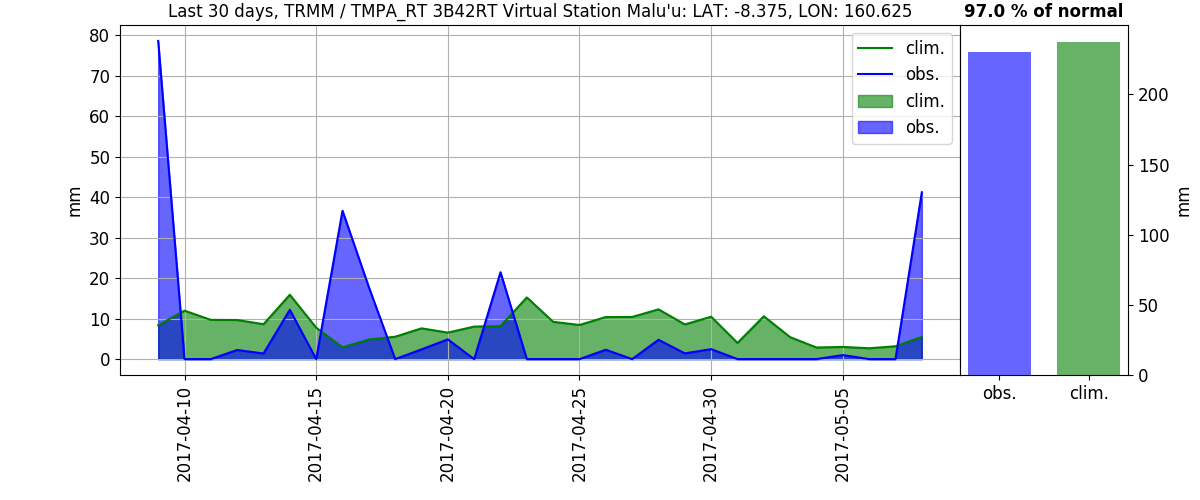 Last 30 days, TRMM / TMPA_RT 3B42RT Virtual Station Malu'u: LAT: -8.375, LON: 160.625
97.0 % of normal
80
70
60
50
40
30
20
10
0
mm
clim.
obs.
clim.
obs.
2017-04-10
2017-04-15
2017-04-20
2017-04-25
2017-04-30
2017-05-05
200
150
100
50
0
mm
obs.
clim.